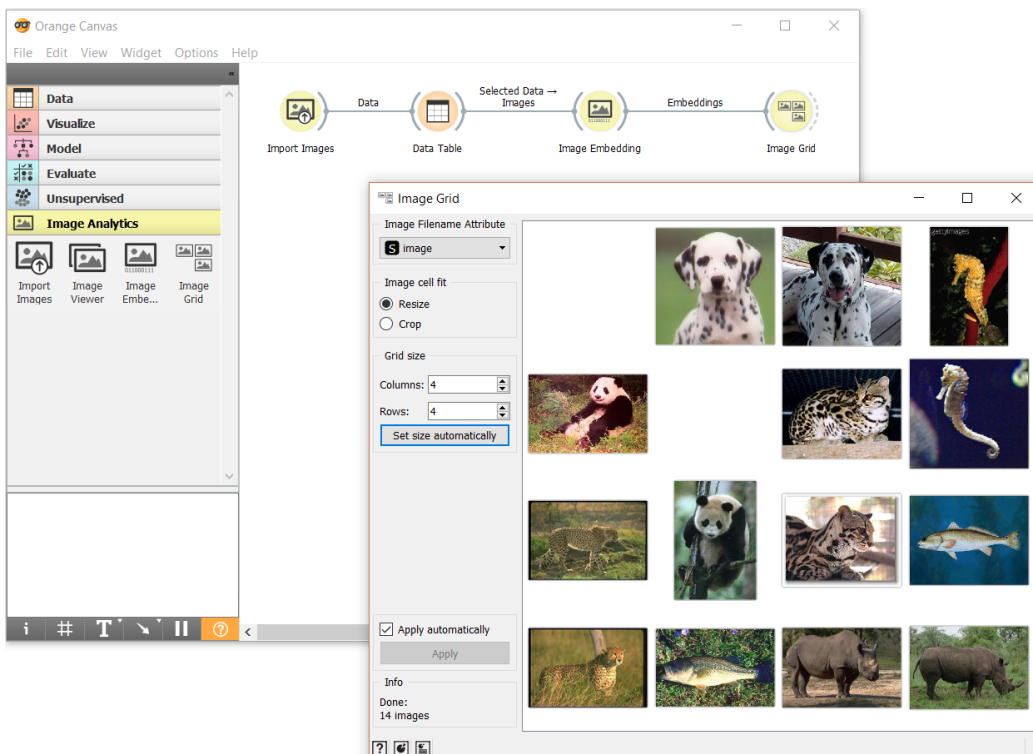 Orange Canvas
File Edit View Widget Options Help
«
Data
Visualize
Model
Evaluate
Unsupervised
Image Analytics
Import Images
Image Viewer
Image Embe...
Image Grid
i # T
?
<
Data
Selected Data →
Images
Embeddings
Import Images
Data Table
Image Embedding
Image Grid
Image Grid
Image Filename Attribute
S image
Image cell fit
Resize
Crop
Grid size
Columns: 4
Rows: 4
Set size automatically
Apply automatically
Apply
Info
Done:
14 images
?
gettyimages